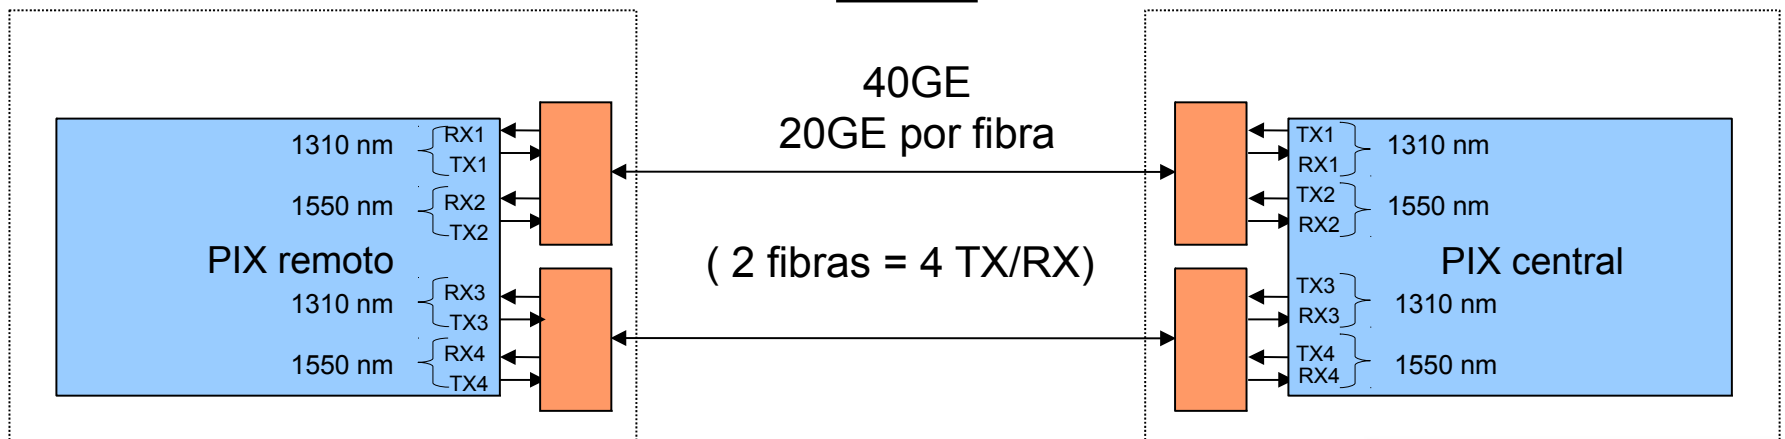 40GE
20GE por fibra
( 2 fibras = 4 TX/RX)
PIX remoto
1310 nm
RX1
TX1
1550 nm
RX2
TX2
1310 nm
RX3
TX3
1550 nm
RX4
TX4
PIX central
TX1
RX1
1310 nm
TX2
RX2
1550 nm
TX3
RX3
1310 nm
TX4
RX4
1550 nm